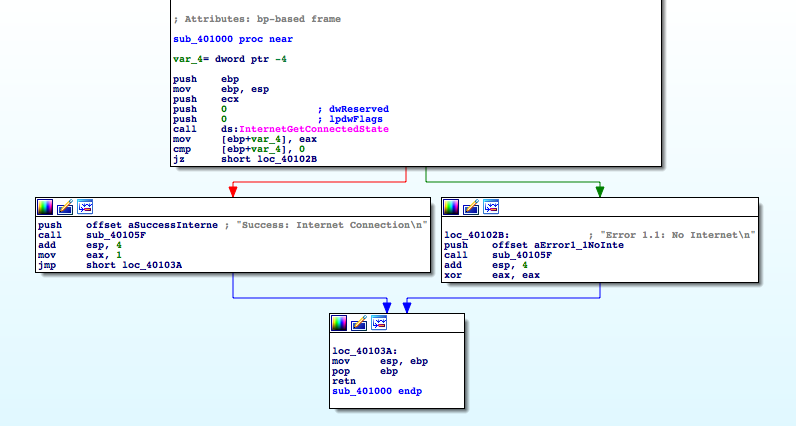 ; Attributes: bp-based frame
sub_401000 proc near
var_4= dword ptr -4
push    ebp
mov     ebp, esp
push    ecx
push    0               ; dwReserved
push    0               ; lpdwFlags
call    ds:InternetGetConnectedState
mov     [ebp+var_4], eax
cmp     [ebp+var_4], 0
jz      short loc_40102B
push    offset aSuccessInterne ; "Success: Internet Connection\n"
call    sub_40105F
add     esp, 4
mov     eax, 1
jmp     short loc_40103A
loc_40102B:             ; "Error 1.1: No Internet\n"
push    offset aError1_1NoInte
call    sub_40105F
add     esp, 4
xor     eax, eax
loc_40103A:
mov     esp, ebp
pop     ebp
retn
sub_401000 endp